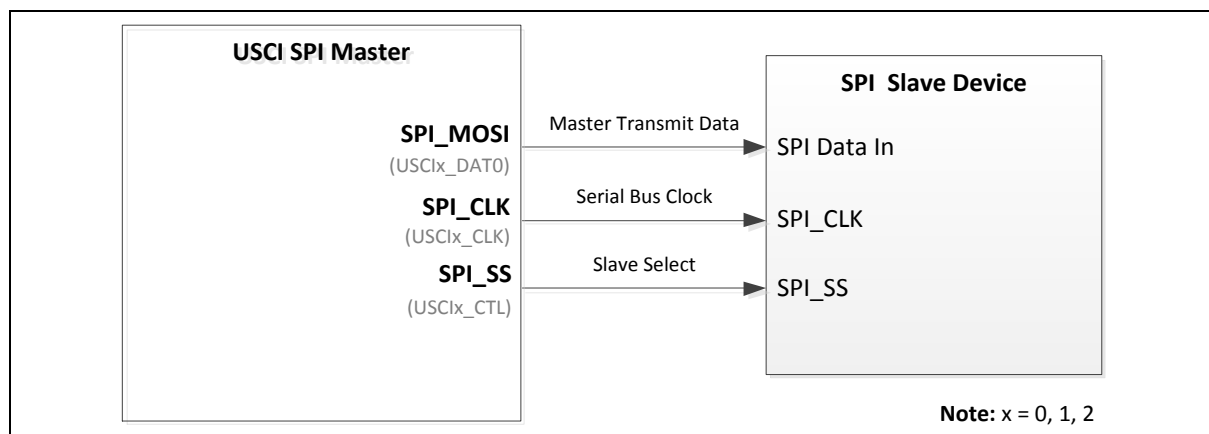 USCI SPI Master
SPI Slave Device
SPI_MOSI
(USCIx_DAT0)
Master Transmit Data
SPI Data In
SPI_CLK
(USCIx_CLK)
Serial Bus Clock
SPI_CLK
SPI_SS
(USCIx_CTL)
Slave Select
SPI_SS
Note: x = 0, 1, 2